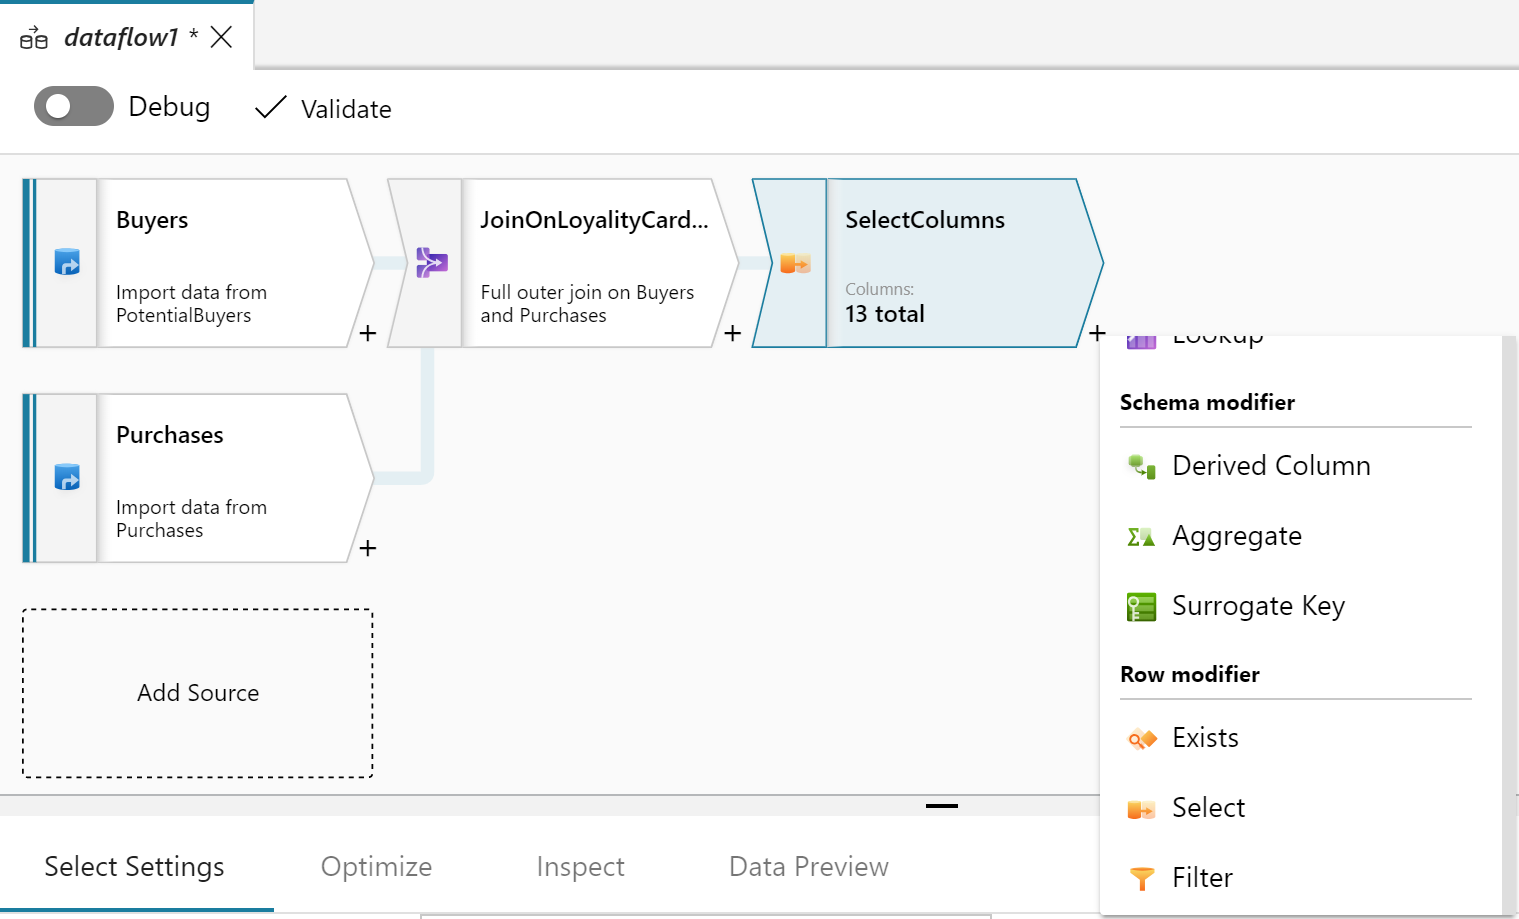 dataflow1 *
Debug
Validate
Buyers
Import data from
PotentialBuyers
+
JoinOnLoyalityCard...
Full outer join on Buyers
and Purchases
+
SelectColumns
Columns:
13 total
+
Purchases
Import data from
Purchases
+
Add Source
Lookup
Schema modifier
Derived Column
Aggregate
Surrogate Key
Row modifier
Exists
Select
Filter
Select Settings
Optimize
Inspect
Data Preview